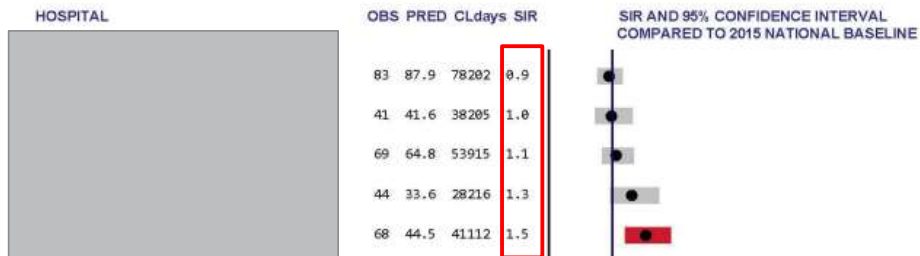 HOSPITAL OBS PRED CLdays SIR SIR AND 95% CONFIDENCE INTERVAL
COMPARED TO 2015 NATIONAL BASELINE
83 87.9 78202 0.9
41 41.6 38205 1.0
69 64.8 53915 1.1
44 33.6 28216 1.3
68 44.5 41112 1.5